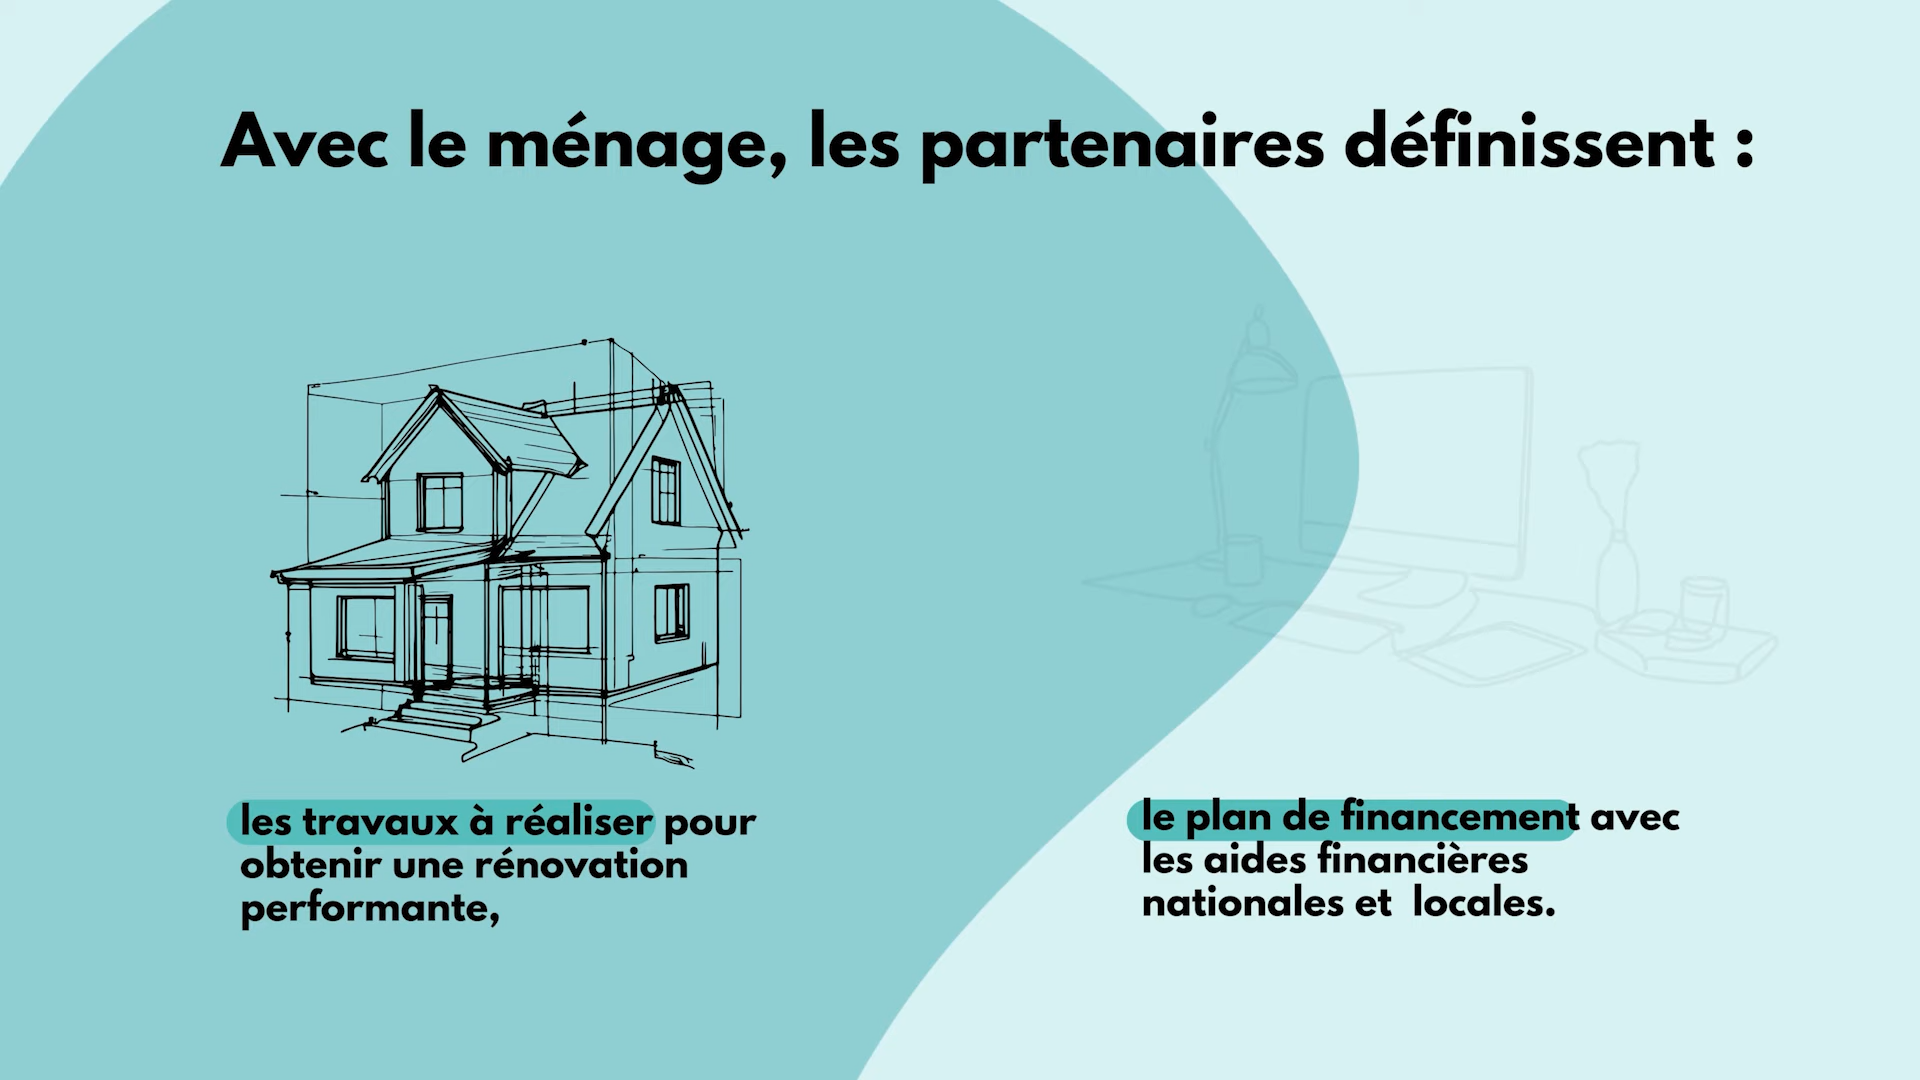 Avec le ménage, les partenaires définissent :
les travaux à réaliser pour
obtenir une rénovation
performante,
le plan de financement avec
les aides financières
nationales et  locales.